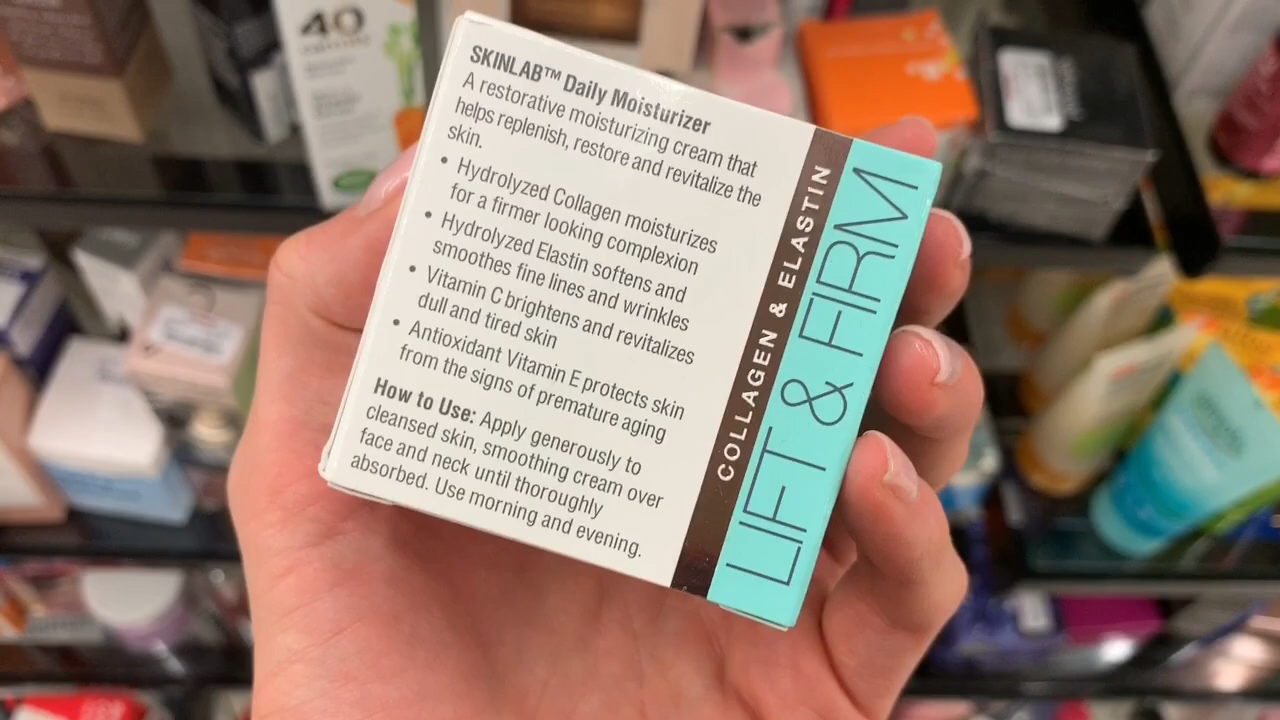 SKINLAB™ Daily Moisturizer
A restorative moisturizing cream that
helps replenish, restore and revitalize the
skin.
• Hydrolyzed Collagen moisturizes
for a firmer looking complexion
• Hydrolyzed Elastin softens and
smoothes fine lines and wrinkles
• Vitamin C brightens and revitalizes
dull and tired skin
• Antioxidant Vitamin E protects skin
from the signs of premature aging
How to Use: Apply generously to
cleansed skin, smoothing cream over
face and neck until thoroughly
absorbed. Use morning and evening.
COLLAGEN & ELASTIN
LIFT & FIRM
40